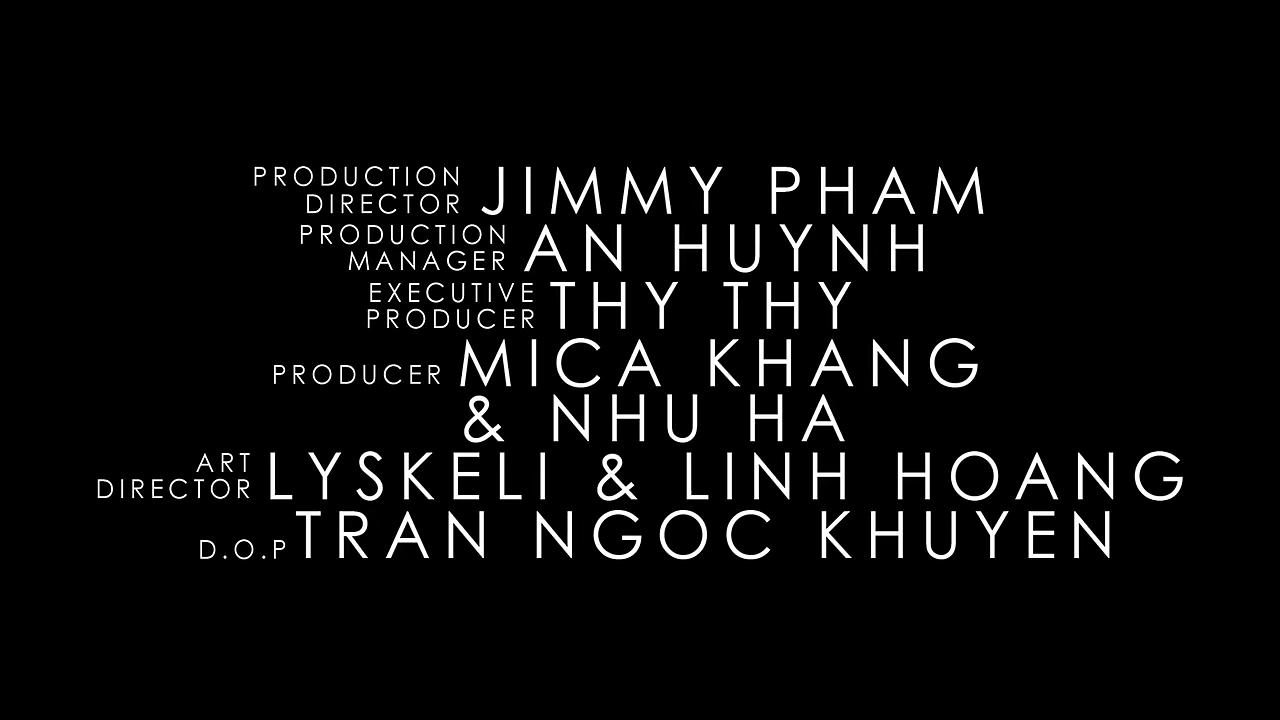 PRODUCTION DIRECTOR JIMMY PHAM
PRODUCTION MANAGER AN HUYNH
EXECUTIVE PRODUCER THY THY
PRODUCER MICA KHANG
& NHU HA
ART DIRECTOR LYSKELI & LINH HOANG
D.O.P TRAN NGOC KHUYEN